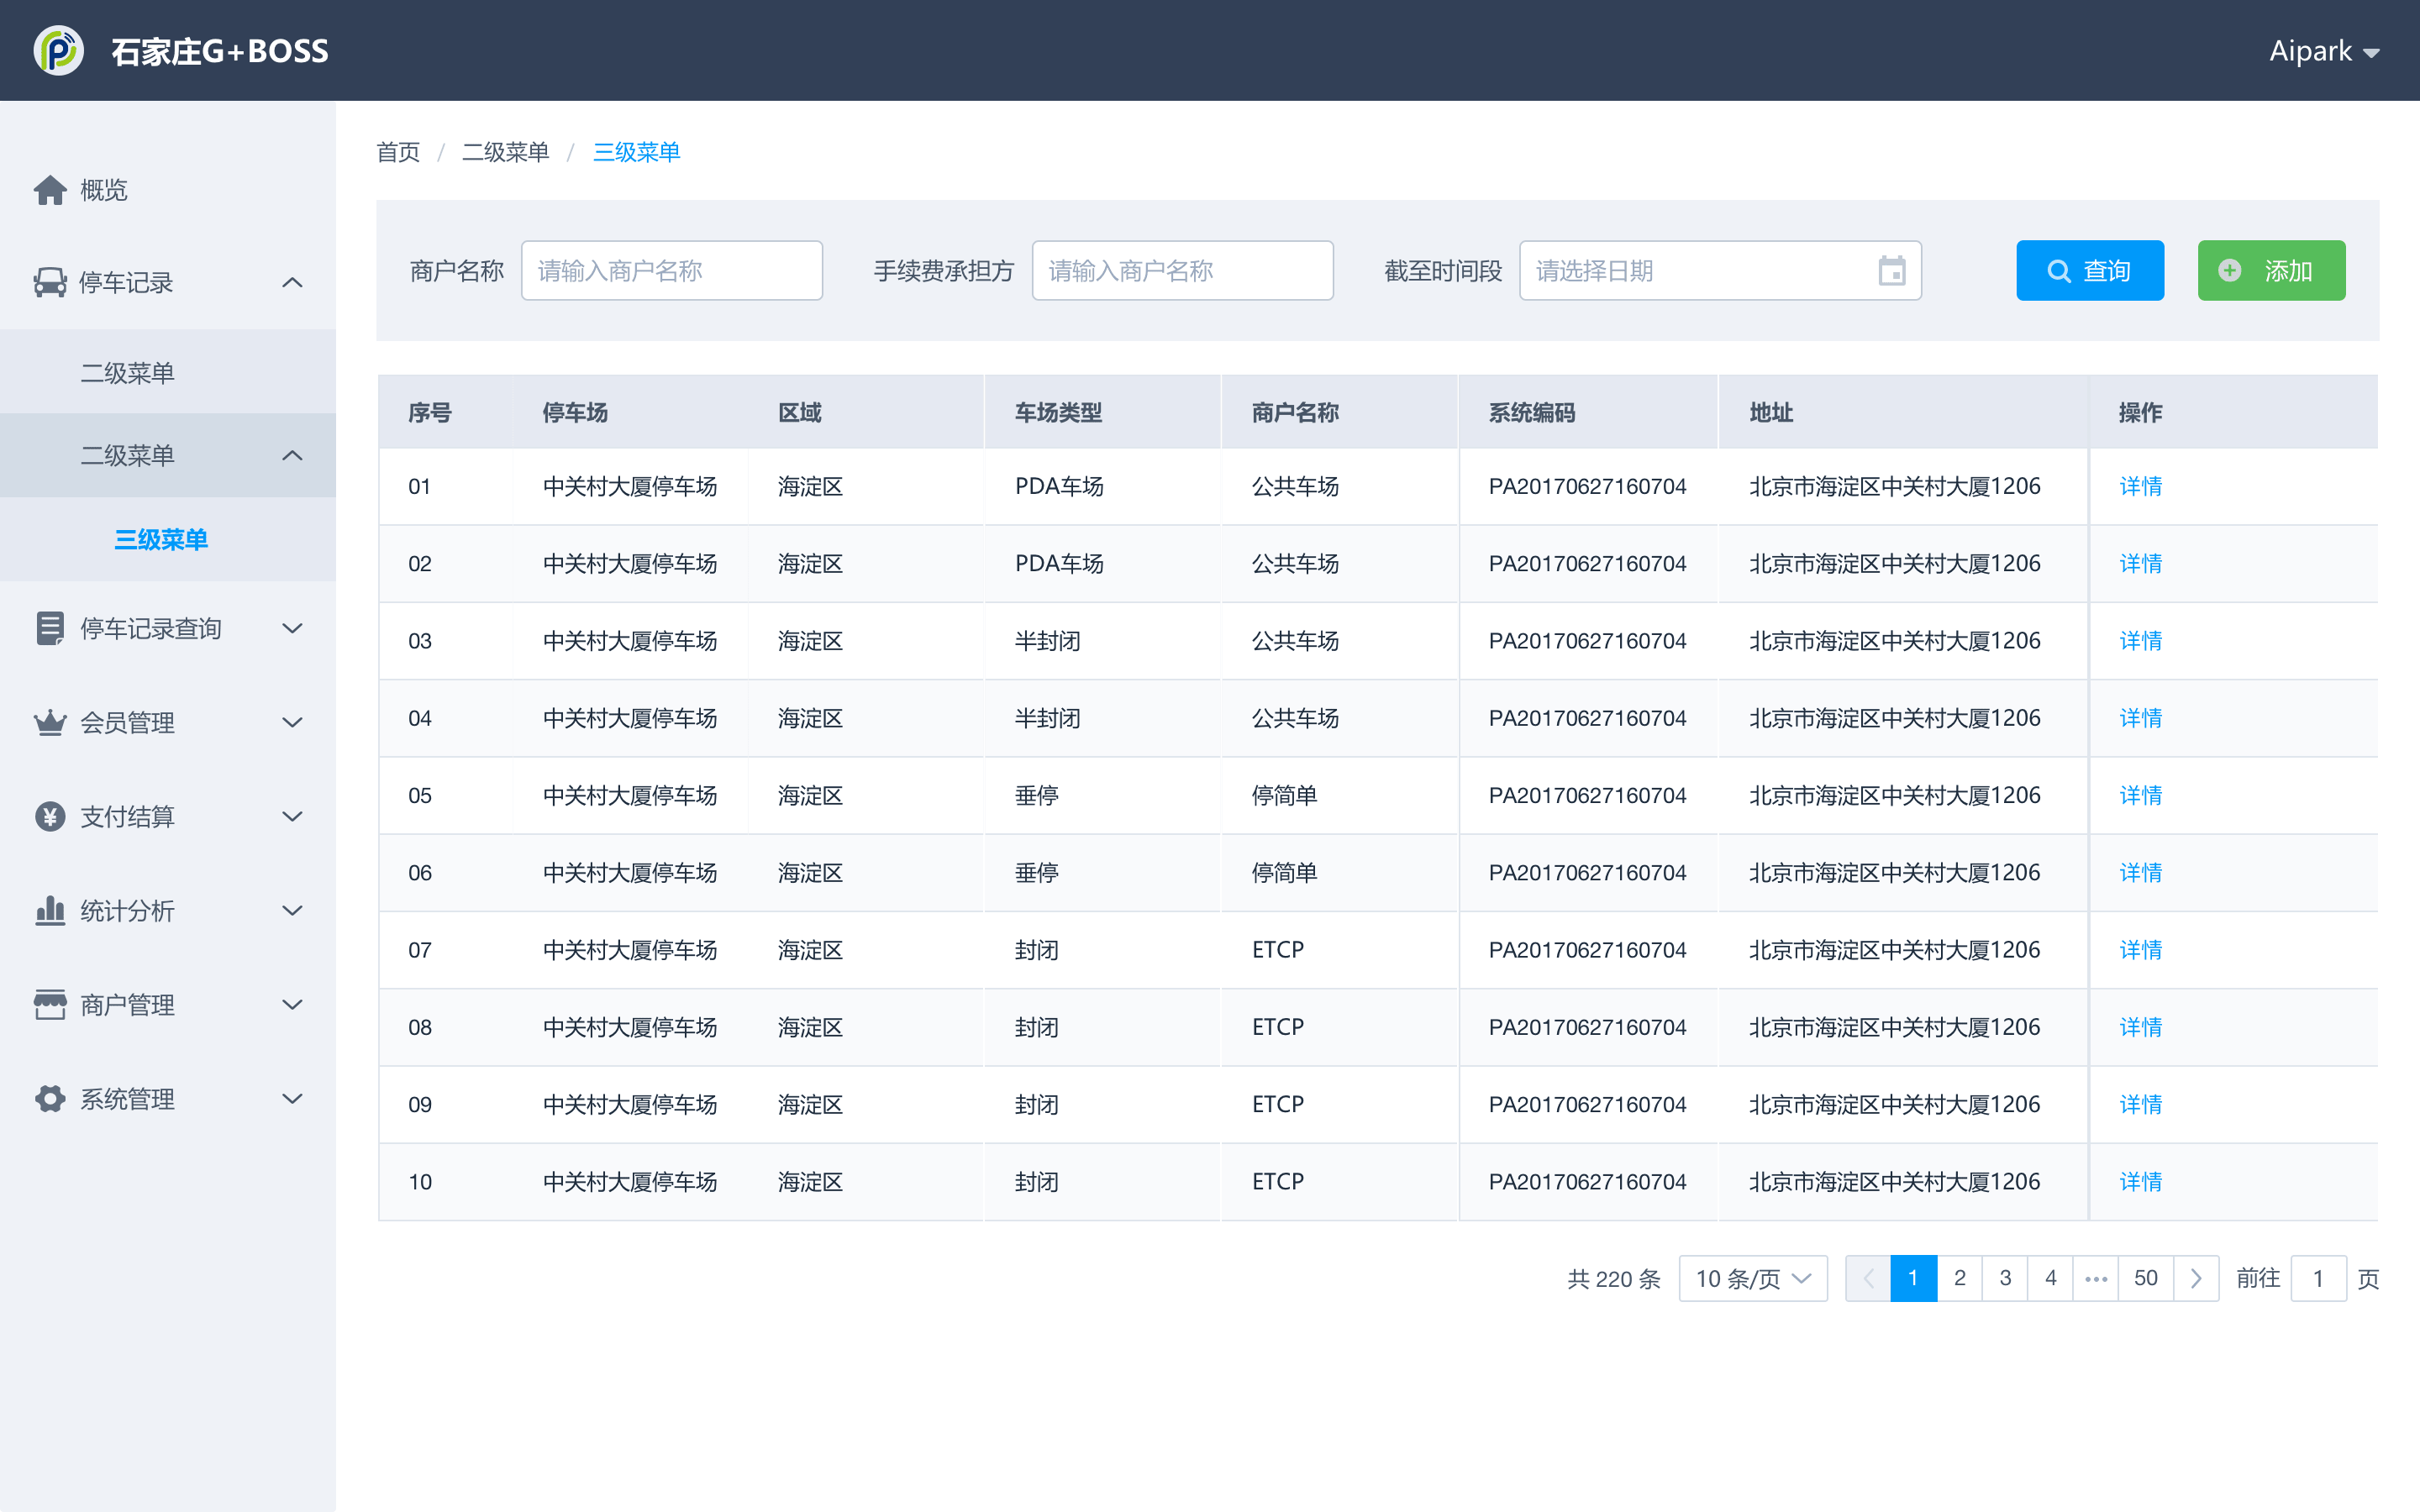 石家庄G+BOSS
Aipark
概览
停车记录
二级菜单
二级菜单
三级菜单
停车记录查询
会员管理
支付结算
统计分析
商户管理
系统管理
首页 / 二级菜单 / 三级菜单
商户名称 请输入商户名称 手续费承担方 请输入商户名称 截至时间段 请选择日期 查询 添加
序号 停车场 区域 车场类型 商户名称 系统编码 地址 操作
01 中关村大厦停车场 海淀区 PDA车场 公共车场 PA20170627160704 北京市海淀区中关村大厦1206 详情
02 中关村大厦停车场 海淀区 PDA车场 公共车场 PA20170627160704 北京市海淀区中关村大厦1206 详情
03 中关村大厦停车场 海淀区 半封闭 公共车场 PA20170627160704 北京市海淀区中关村大厦1206 详情
04 中关村大厦停车场 海淀区 半封闭 公共车场 PA20170627160704 北京市海淀区中关村大厦1206 详情
05 中关村大厦停车场 海淀区 垂停 停简单 PA20170627160704 北京市海淀区中关村大厦1206 详情
06 中关村大厦停车场 海淀区 垂停 停简单 PA20170627160704 北京市海淀区中关村大厦1206 详情
07 中关村大厦停车场 海淀区 封闭 ETCP PA20170627160704 北京市海淀区中关村大厦1206 详情
08 中关村大厦停车场 海淀区 封闭 ETCP PA20170627160704 北京市海淀区中关村大厦1206 详情
09 中关村大厦停车场 海淀区 封闭 ETCP PA20170627160704 北京市海淀区中关村大厦1206 详情
10 中关村大厦停车场 海淀区 封闭 ETCP PA20170627160704 北京市海淀区中关村大厦1206 详情
共 220 条 10 条/页 1 2 3 4 ••• 50 前往 1 页